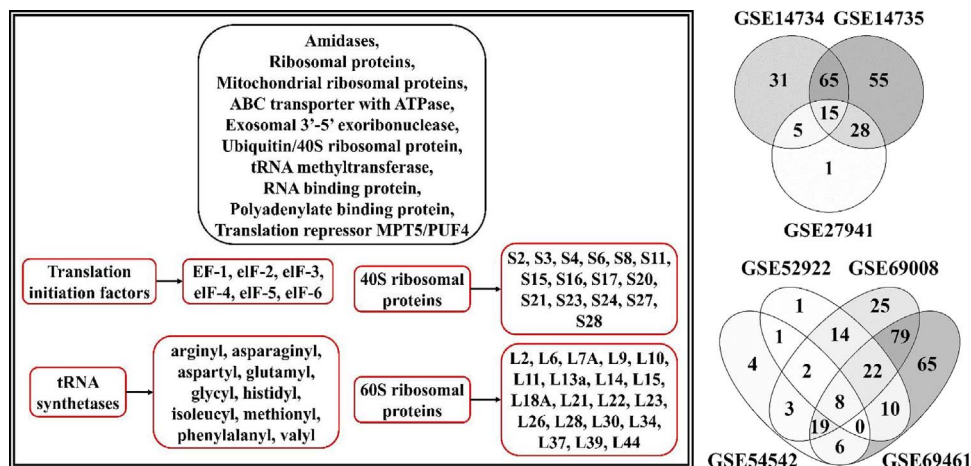 Amidases,
Ribosomal proteins,
Mitochondrial ribosomal proteins,
ABC transporter with ATPase,
Exosomal 3'-5' exoribonuclease,
Ubiquitin/40S ribosomal protein,
tRNA methyltransferase,
RNA binding protein,
Polyadenylate binding protein,
Translation repressor MPT5/PUF4
Translation
initiation factors
EF-1, eIF-2, eIF-3,
eIF-4, eIF-5, eIF-6
40S ribosomal
proteins
S2, S3, S4, S6, S8, S11,
S15, S16, S17, S20,
S21, S23, S24, S27,
S28
tRNA
synthetases
arginyl, asparaginyl,
aspartyl, glutamyl,
glycyl, histidyl,
isoleucyl, methionyl,
phenylalanyl, valyl
60S ribosomal
proteins
L2, L6, L7A, L9, L10,
L11, L13a, L14, L15,
L18A, L21, L22, L23,
L26, L28, L30, L34,
L37, L39, L44
GSE14734 GSE14735
31 65 55
15
5 28
1
GSE27941
GSE52922 GSE69008
1 25
1 14 79
4 2 22 65
8
3 10
19 0
6
GSE54542 GSE69461